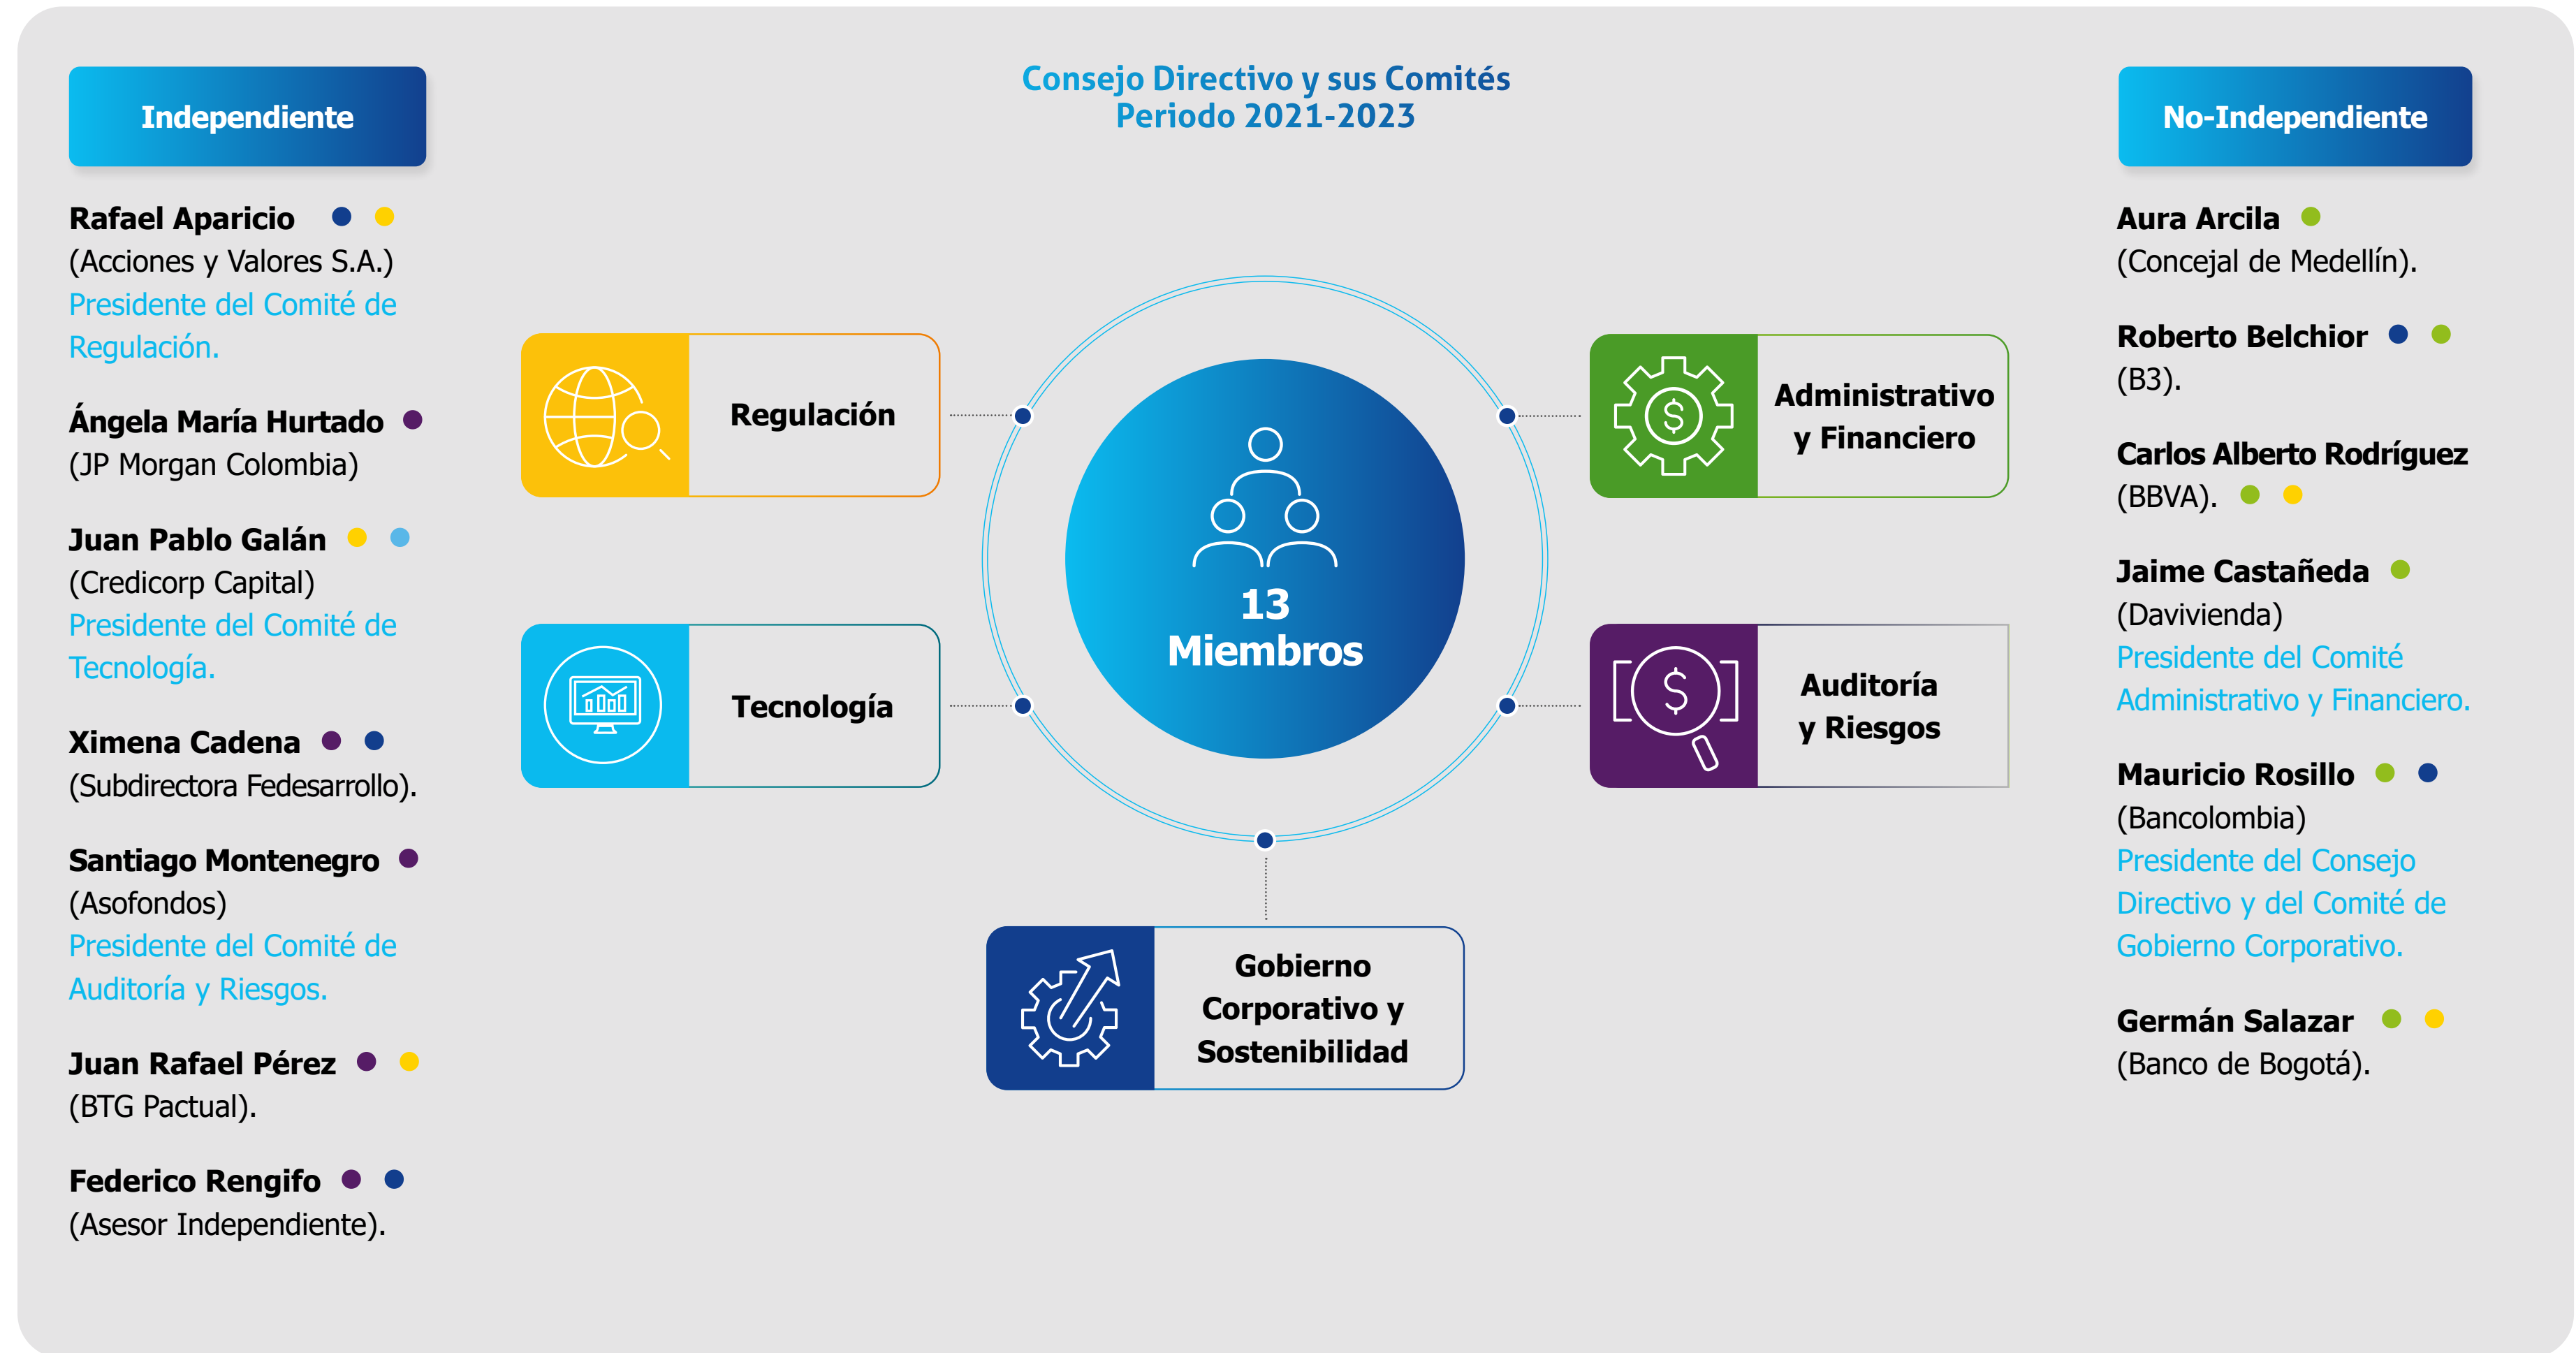 Consejo Directivo y sus Comités
Periodo 2021-2023
Independiente
Rafael Aparicio
(Acciones y Valores S.A.)
Presidente del Comité de
Regulación.
Ángela María Hurtado
(JP Morgan Colombia)
Juan Pablo Galán
(Credicorp Capital)
Presidente del Comité de
Tecnología.
Ximena Cadena
(Subdirectora Fedesarrollo).
Santiago Montenegro
(Asofondos)
Presidente del Comité de
Auditoría y Riesgos.
Juan Rafael Pérez
(BTG Pactual).
Federico Rengifo
(Asesor Independiente).
Regulación
Tecnología
13
Miembros
Gobierno
Corporativo y
Sostenibilidad
Administrativo
y Financiero
Auditoría
y Riesgos
No-Independiente
Aura Arcila
(Concejal de Medellín).
Roberto Belchior
(B3).
Carlos Alberto Rodríguez
(BBVA).
Jaime Castañeda
(Davivienda)
Presidente del Comité
Administrativo y Financiero.
Mauricio Rosillo
(Bancolombia)
Presidente del Consejo
Directivo y del Comité de
Gobierno Corporativo.
Germán Salazar
(Banco de Bogotá).